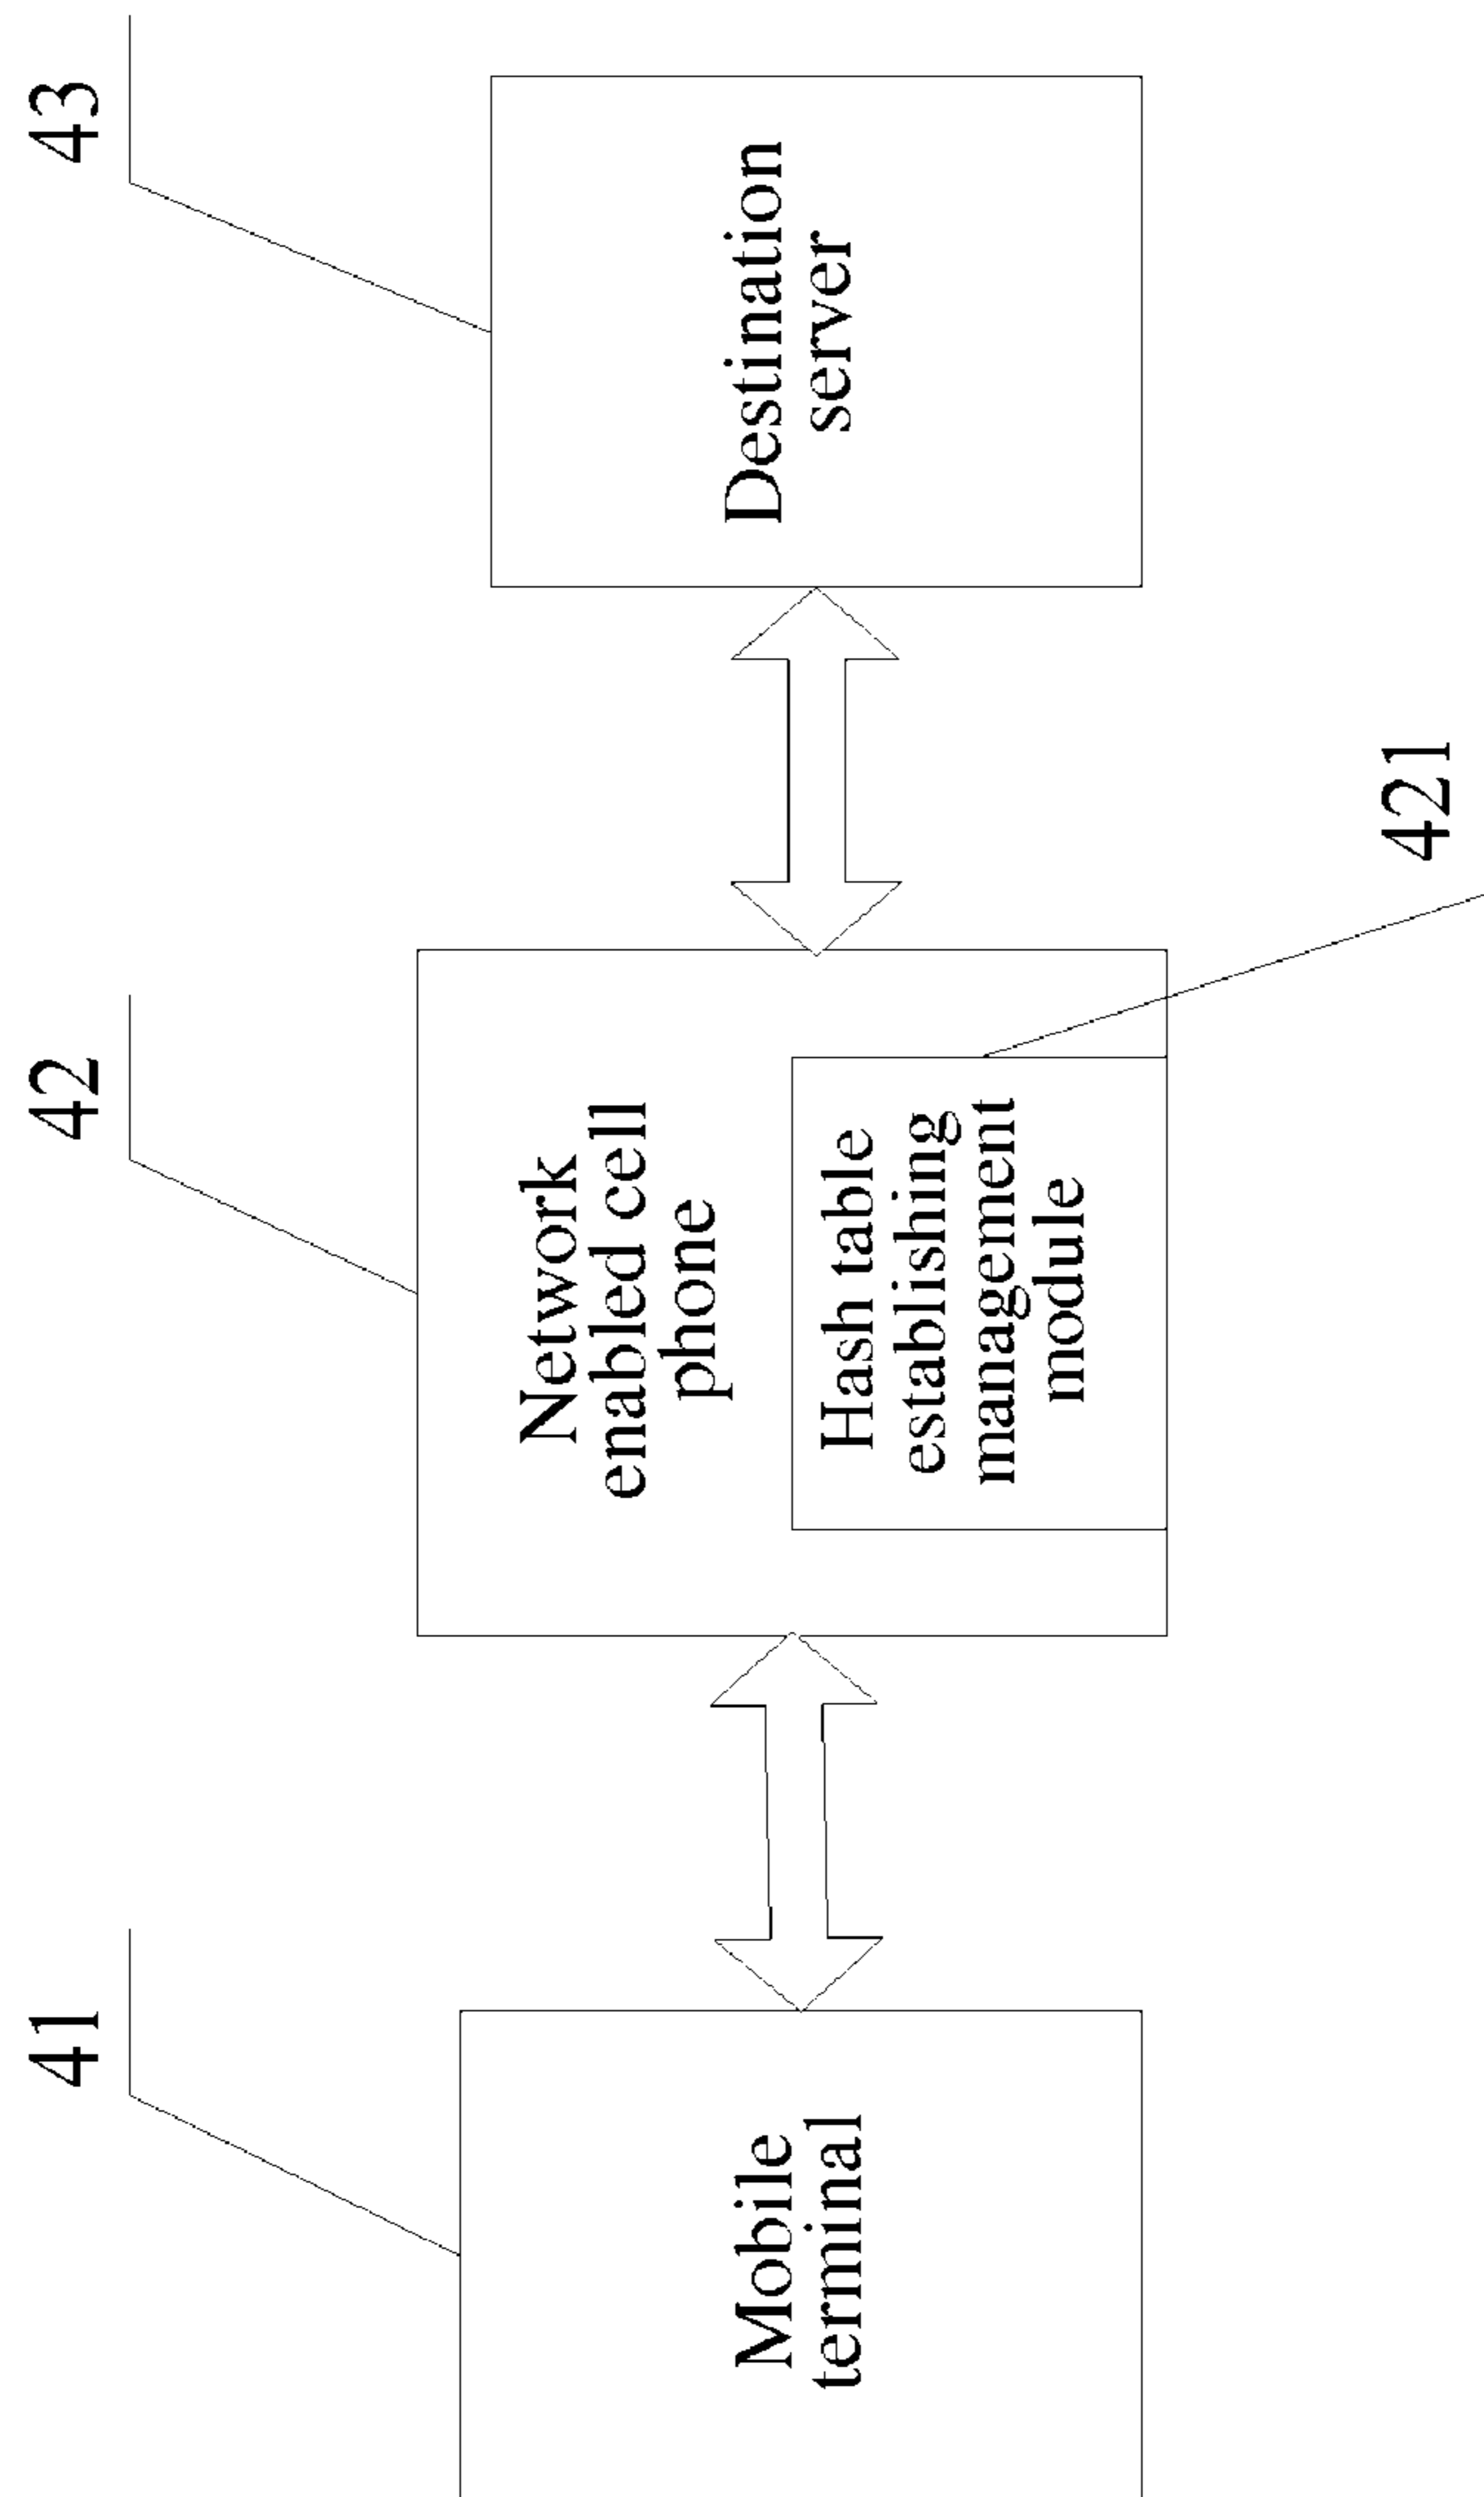 41
42
43
Mobile
terminal
Network
enabled cell
phone
Hash table
establishing
management
module
Destination
server
421